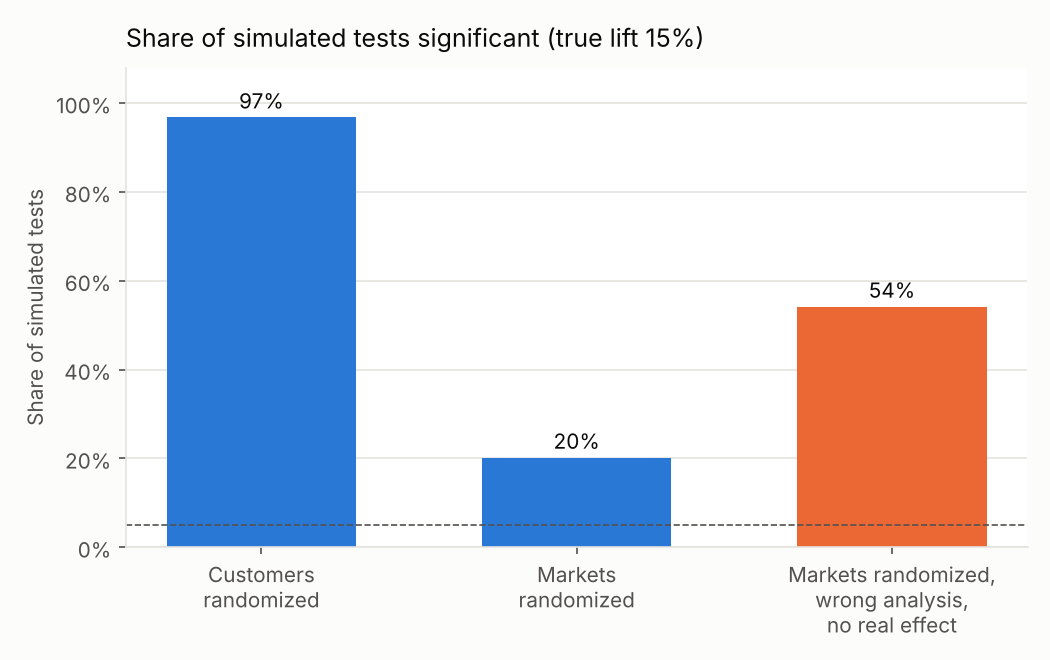 Share of simulated tests significant (true lift 15%)
Share of simulated tests
100%
80%
60%
40%
20%
0%
97%
20%
54%
Customers
randomized
Markets
randomized
Markets randomized,
wrong analysis,
no real effect